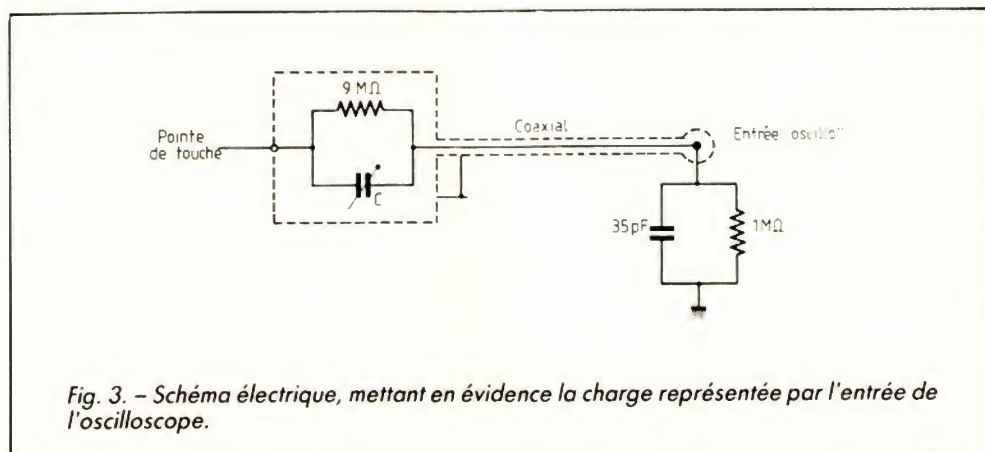 9 MΩ
Pointe
de touche
C
Coaxial
Entrée
35pF
1MΩ
Fig. 3. – Schéma électrique, mettant en évidence la charge représentée par l'entrée de
l'oscilloscope.